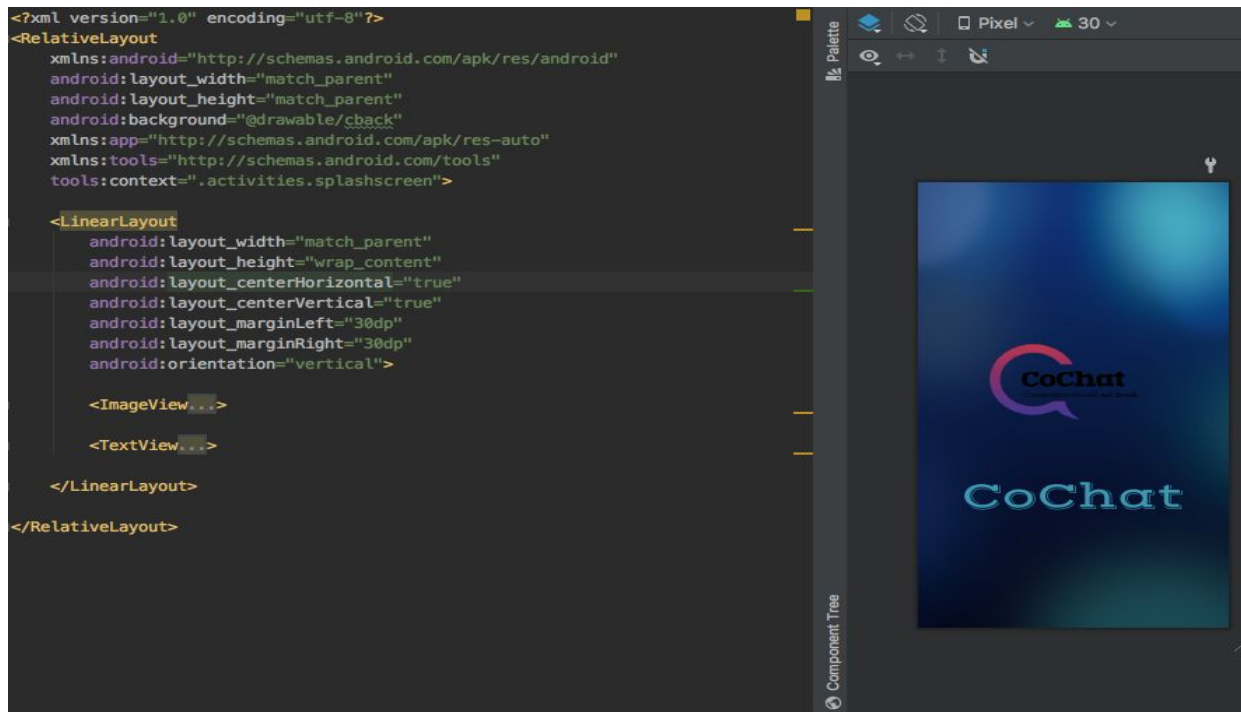 <?xml version="1.0" encoding="utf-8"?>
<RelativeLayout
    xmlns:android="http://schemas.android.com/apk/res/android"
    android:layout_width="match_parent"
    android:layout_height="match_parent"
    android:background="@drawable/cback"
    xmlns:app="http://schemas.android.com/apk/res-auto"
    xmlns:tools="http://schemas.android.com/tools"
    tools:context=".activities.splashscreen">
    <LinearLayout
        android:layout_width="match_parent"
        android:layout_height="wrap_content"
        android:layout_centerHorizontal="true"
        android:layout_centerVertical="true"
        android:layout_marginLeft="30dp"
        android:layout_marginRight="30dp"
        android:orientation="vertical">
        <ImageView...>
        <TextView...>
    </LinearLayout>
</RelativeLayout>
Palette
Component Tree
Pixel
30
CoChat
CoChat